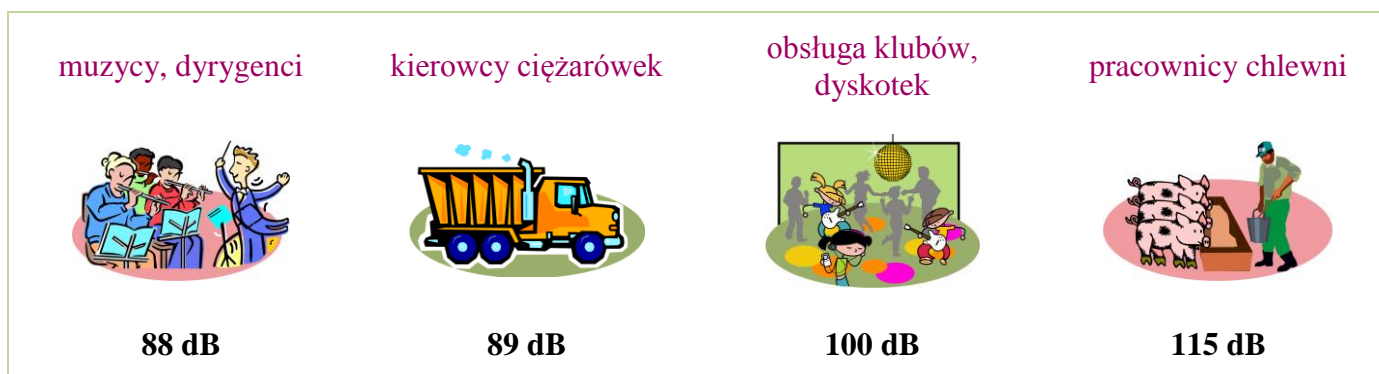 muzycy, dyrygenci
kierowcy ciężarówek
obsługa klubów,
dyskotek
pracownicy chlewni
88 dB
89 dB
100 dB
115 dB